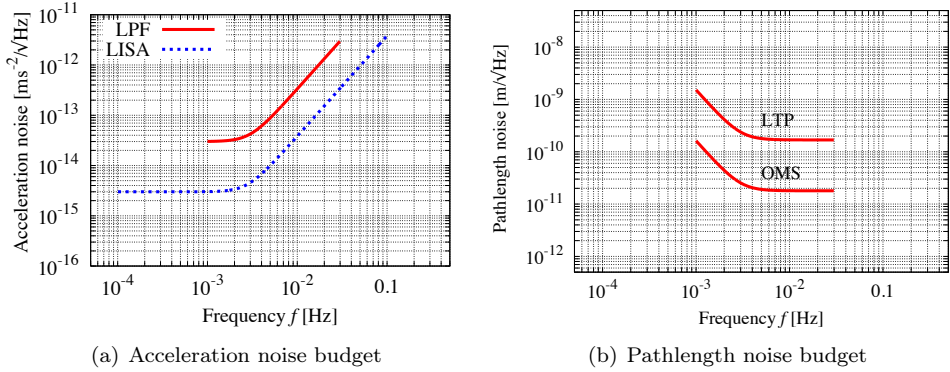 Acceleration noise [ms⁻²/√Hz]
10⁻¹¹
10⁻¹²
10⁻¹³
10⁻¹⁴
10⁻¹⁵
10⁻¹⁶
LPF
LISA
10⁻⁴ 10⁻³ 10⁻² 0.1
Frequency f [Hz]
(a) Acceleration noise budget
Pathlength noise [m/√Hz]
10⁻⁸
10⁻⁹
10⁻¹⁰
10⁻¹¹
10⁻¹²
LTP
OMS
10⁻⁴ 10⁻³ 10⁻² 0.1
Frequency f [Hz]
(b) Pathlength noise budget